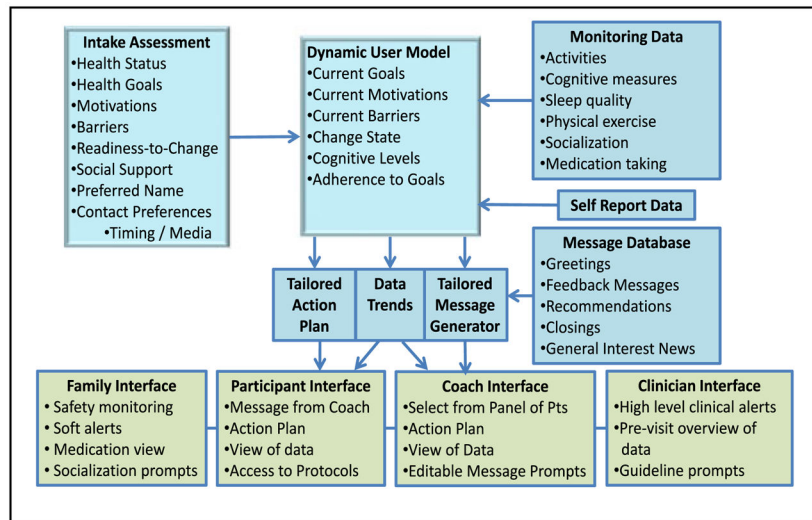 Intake Assessment
•Health Status
•Health Goals
•Motivations
•Barriers
•Readiness-to-Change
•Social Support
•Preferred Name
•Contact Preferences
•Timing / Media
Dynamic User Model
•Current Goals
•Current Motivations
•Current Barriers
•Change State
•Cognitive Levels
•Adherence to Goals
Monitoring Data
•Activities
•Cognitive measures
•Sleep quality
•Physical exercise
•Socialization
•Medication taking
Self Report Data
Message Database
•Greetings
•Feedback Messages
•Recommendations
•Closings
•General Interest News
Tailored
Action
Plan
Data
Trends
Tailored
Message
Generator
Family Interface
• Safety monitoring
• Soft alerts
• Medication view
• Socialization prompts
Participant Interface
•Message from Coach
•Action Plan
•View of data
•Access to Protocols
Coach Interface
•Select from Panel of Pts
•Action Plan
•View of Data
•Editable Message Prompts
Clinician Interface
•High level clinical alerts
•Pre-visit overview of
data
•Guideline prompts